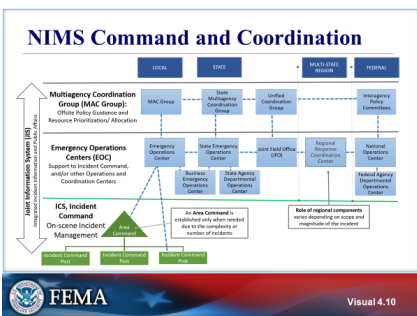 NIMS Command and Coordination
LOCAL
STATE
MULTI-STATE
REGION
FEDERAL
Joint Information System (JIS)
Integrated Incident Information and Public Affairs
Multiagency Coordination
Group (MAC Group):
Offsite Policy Guidance and
Resource Prioritization/ Allocation
MAC Group
State
Multiagency
Coordination
Group
Unified
Coordination
Group
Interagency
Policy
Committees
Emergency Operations
Centers (EOC)
Support to Incident Command,
and/or other Operations and
Coordination Centers
Emergency
Operations
Center
State Emergency
Operations
Center
Joint Field Office
(JFO)
Regional
Response
Coordination
Center
National
Operations
Center
Business
Emergency
Operations
Center
State Agency
Departmental
Operations
Center
Federal Agency
Departmental
Operations
Center
ICS, Incident
Command
On-scene Incident
Management
Area
Command
An Area Command is
established only when needed
due to the complexity or
number of incidents
Role of regional components
varies depending on scope and
magnitude of the incident
Incident Command
Post
Incident Command
Post
Incident Command
Post
FEMA
Visual 4.10